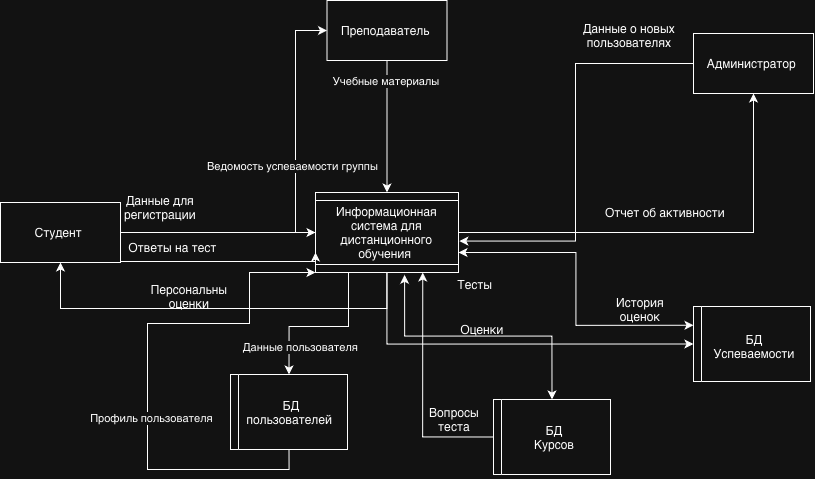 Преподаватель
Данные о новых
пользователях
Администратор
Учебные материалы
Ведомость успеваемости группы
Данные для
регистрации
Студент
Информационная
система для
дистанционного
обучения
Отчет об активности
Ответы на тест
Персональны
оценки
Тесты
История
оценок
Оценки
БД
Успеваемости
Данные пользователя
БД
пользователей
Профиль пользователя
Вопросы
теста
БД
Курсов